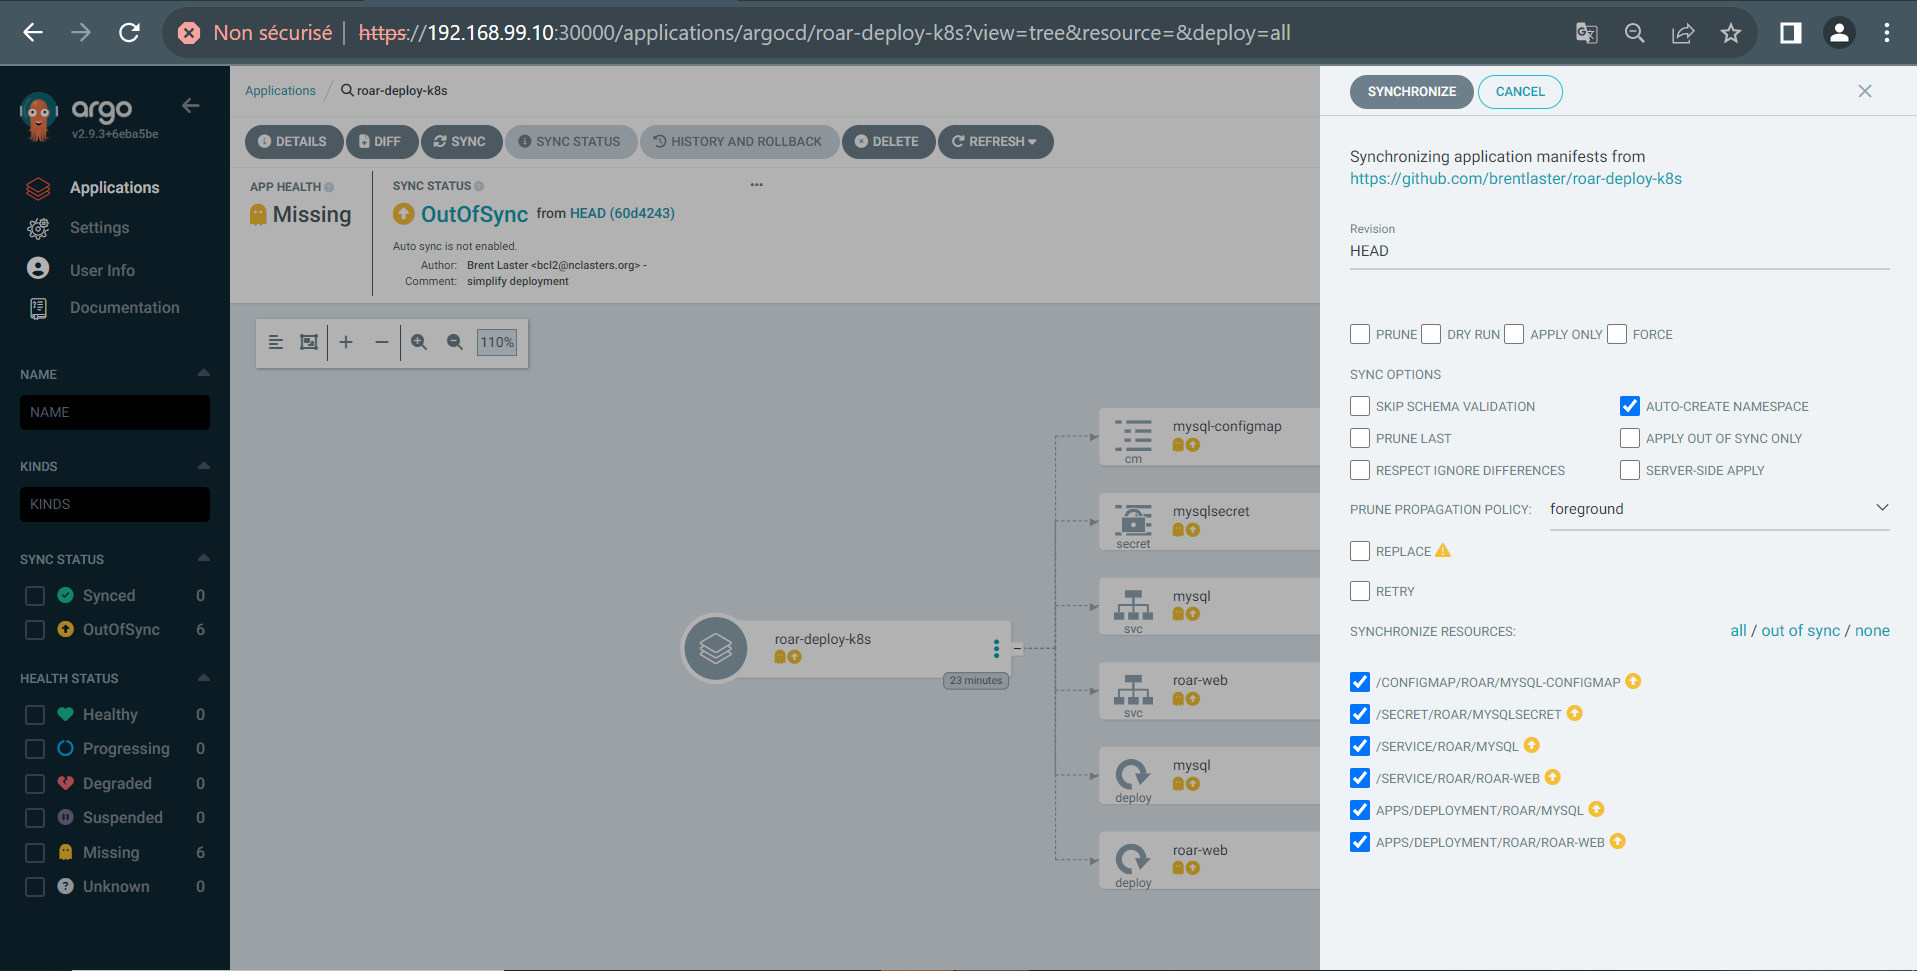 Non sécurisé https://192.168.99.10:30000/applications/argocd/roar-deploy-k8s?view=tree&resource=&deploy=all
argo
v2.9.3+6eba5be
Applications
Settings
User Info
Documentation
NAME
NAME
KINDS
KINDS
SYNC STATUS
Synced 0
OutOfSync 6
HEALTH STATUS
Healthy 0
Progressing 0
Degraded 0
Suspended 0
Missing 6
Unknown 0
Applications / roar-deploy-k8s
DETAILS DIFF SYNC SYNC STATUS HISTORY AND ROLLBACK DELETE REFRESH
APP HEALTH
Missing
SYNC STATUS
OutOfSync from HEAD (60d4243)
Auto sync is not enabled.
Author: Brent Laster <bcl2@nclasters.org> -
Comment: simplify deployment
110%
roar-deploy-k8s
23 minutes
mysql-configmap
cm
mysqlsecret
secret
mysql
svc
roar-web
svc
mysql
deploy
roar-web
deploy
SYNCHRONIZE CANCEL
Synchronizing application manifests from
https://github.com/brentlaster/roar-deploy-k8s
Revision
HEAD
PRUNE DRY RUN APPLY ONLY FORCE
SYNC OPTIONS
SKIP SCHEMA VALIDATION AUTO-CREATE NAMESPACE
PRUNE LAST APPLY OUT OF SYNC ONLY
RESPECT IGNORE DIFFERENCES SERVER-SIDE APPLY
PRUNE PROPAGATION POLICY: foreground
REPLACE
RETRY
SYNCHRONIZE RESOURCES: all / out of sync / none
/CONFIGMAP/ROAR/MYSQL-CONFIGMAP
/SECRET/ROAR/MYSQLSECRET
/SERVICE/ROAR/MYSQL
/SERVICE/ROAR/ROAR-WEB
APPS/DEPLOYMENT/ROAR/MYSQL
APPS/DEPLOYMENT/ROAR/ROAR-WEB